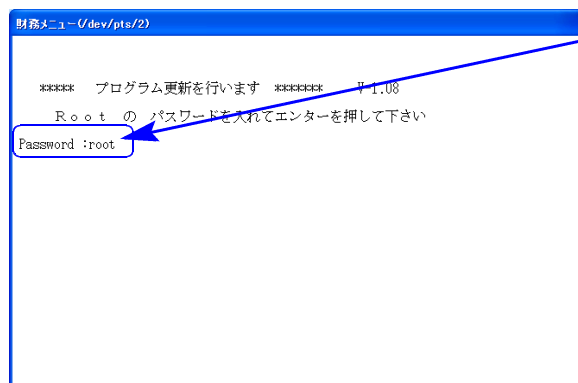 財務メニュー(/dev/pts/2)
***** プログラム更新を行います ******* V-1.08
Ｒｏｏｔ の パスワードを入れてエンターを押して下さい
Password :root